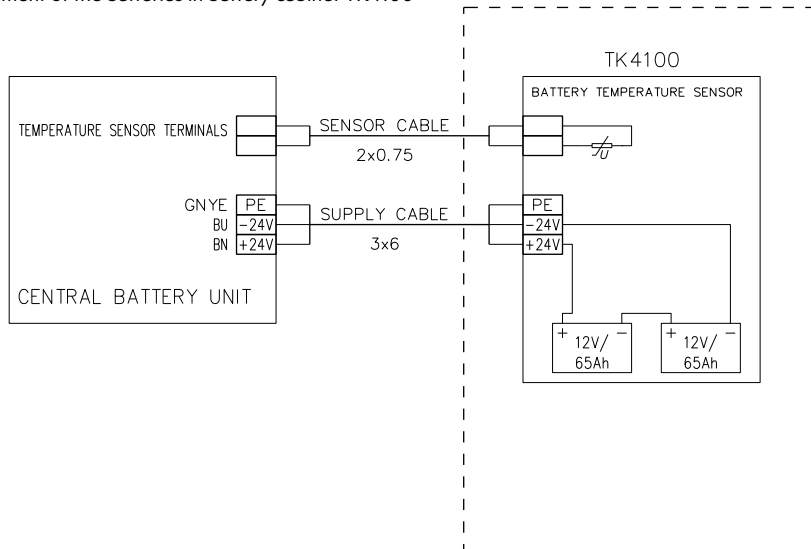 TK4100
BATTERY TEMPERATURE SENSOR
TEMPERATURE SENSOR TERMINALS
SENSOR CABLE
2x0.75
GNYE PE
BU -24V
BN +24V
SUPPLY CABLE
3x6
PE
-24V
+24V
CENTRAL BATTERY UNIT
+ 12V/ -
65Ah
+ 12V/ -
65Ah
U